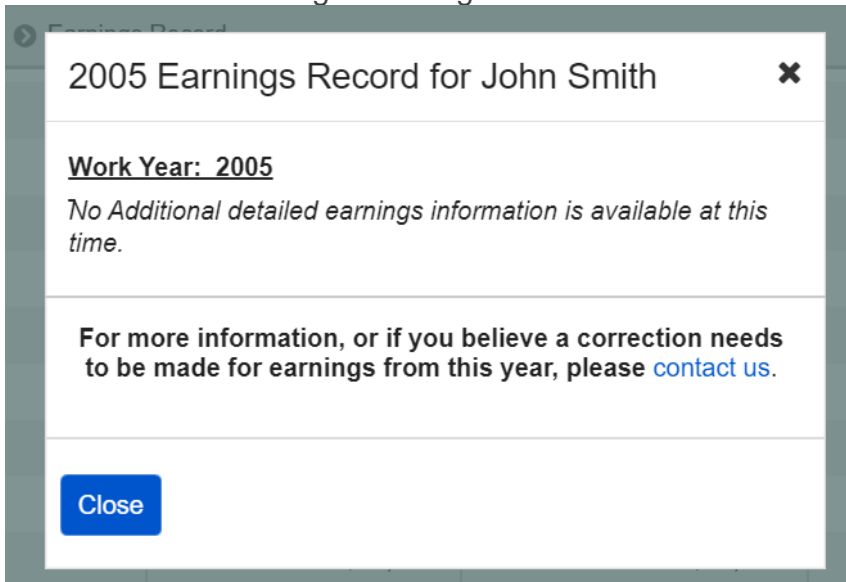 Earnings Record
2005 Earnings Record for John Smith
Work Year: 2005
No Additional detailed earnings information is available at this
time.
For more information, or if you believe a correction needs
to be made for earnings from this year, please contact us.
Close